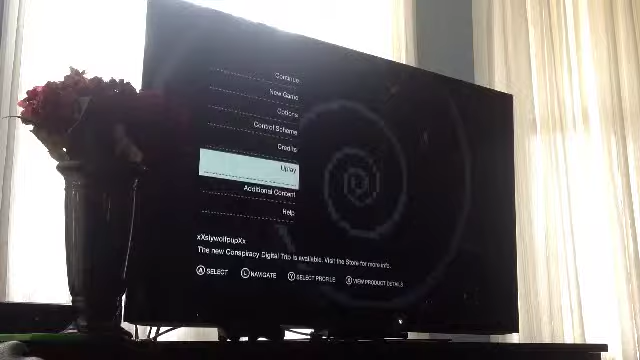 Continue
New Game
Options
Control Scheme
Credits
Uplay
Additional Content
Help
xXslywolfpupXx
The new Conspiracy Digital Trip is available. Visit the Store for more info.
A SELECT L NAVIGATE Y SELECT PROFILE X VIEW PRODUCT DETAILS